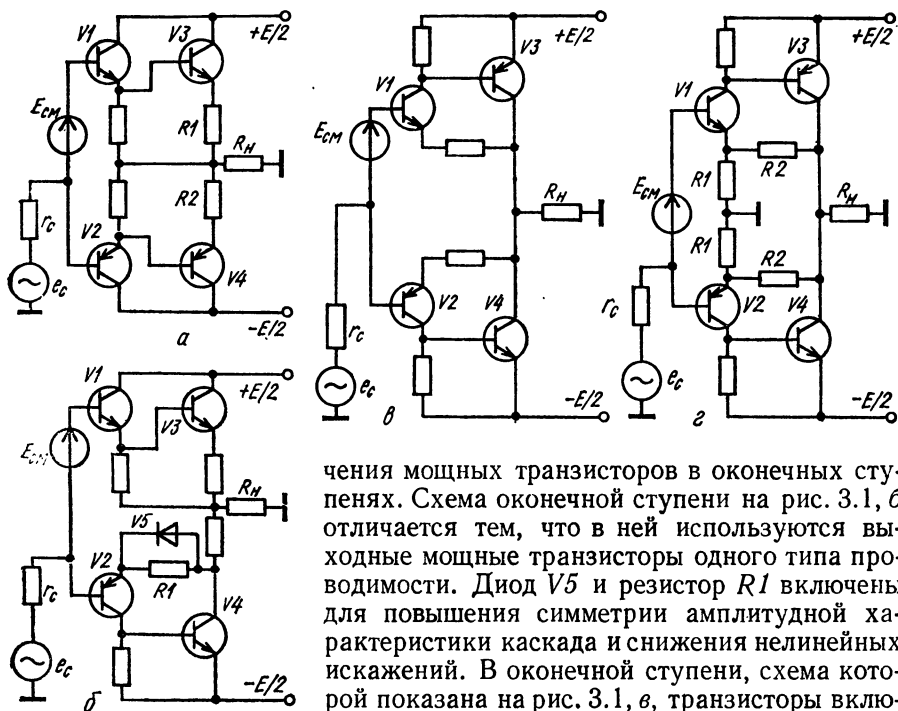 V1
V3
+E/2
Eсм
R1
Rн
rс
R2
V2
V4
eс
−E/2
а
V1
V3
+E/2
Eсм
Rн
V5
V2
R1
V4
rс
eс
−E/2
б
+E/2
V3
V1
Eсм
Rн
V2
V4
rс
eс
−E/2
в
+E/2
V3
V1
R2
R1
Eсм
Rн
R1
R2
rс
V2
V4
eс
−E/2
г
чения мощных транзисторов в оконечных сту-
пенях. Схема оконечной ступени на рис. 3.1, б
отличается тем, что в ней используются вы-
ходные мощные транзисторы одного типа про-
водимости. Диод V5 и резистор R1 включены
для повышения симметрии амплитудной ха-
рактеристики каскада и снижения нелинейных
искажений. В оконечной ступени, схема кото-
рой показана на рис. 3.1, в, транзисторы вклю-